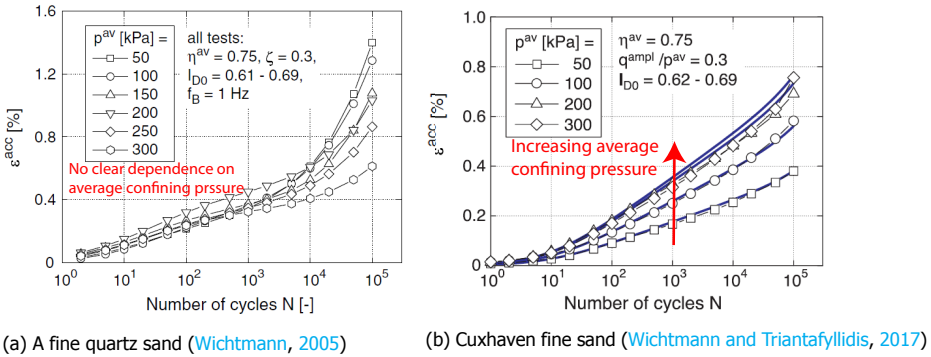 1.6
1.2
0.8
0.4
0
ε^acc [%]
p^av [kPa] =
50
100
150
200
250
300
all tests:
η^av = 0.75, ζ = 0.3,
I_D0 = 0.61 - 0.69,
f_B = 1 Hz
No clear dependence on
average confining prssure
10^0 10^1 10^2 10^3 10^4 10^5
Number of cycles N [-]
(a) A fine quartz sand (Wichtmann, 2005)
1.0
0.8
0.6
0.4
0.2
0
ε^acc [%]
p^av [kPa] =
50
100
200
300
η^av = 0.75
q^ampl /p^av = 0.3
I_D0 = 0.62 - 0.69
Increasing average
confining pressure
10^0 10^1 10^2 10^3 10^4 10^5
Number of cycles N
(b) Cuxhaven fine sand (Wichtmann and Triantafyllidis, 2017)